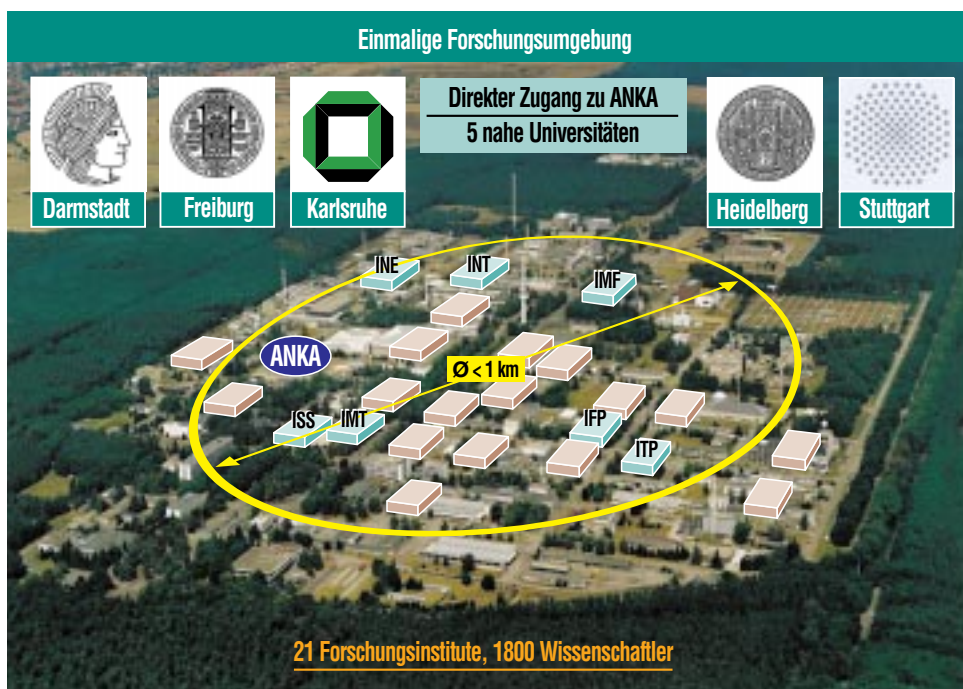 Einmalige Forschungsumgebung
Direkter Zugang zu ANKA
5 nahe Universitäten
Darmstadt
Freiburg
Karlsruhe
Heidelberg
Stuttgart
INE
INT
IMF
ANKA
Ø < 1 km
ISS
IMT
IFP
ITP
21 Forschungsinstitute, 1800 Wissenschaftler